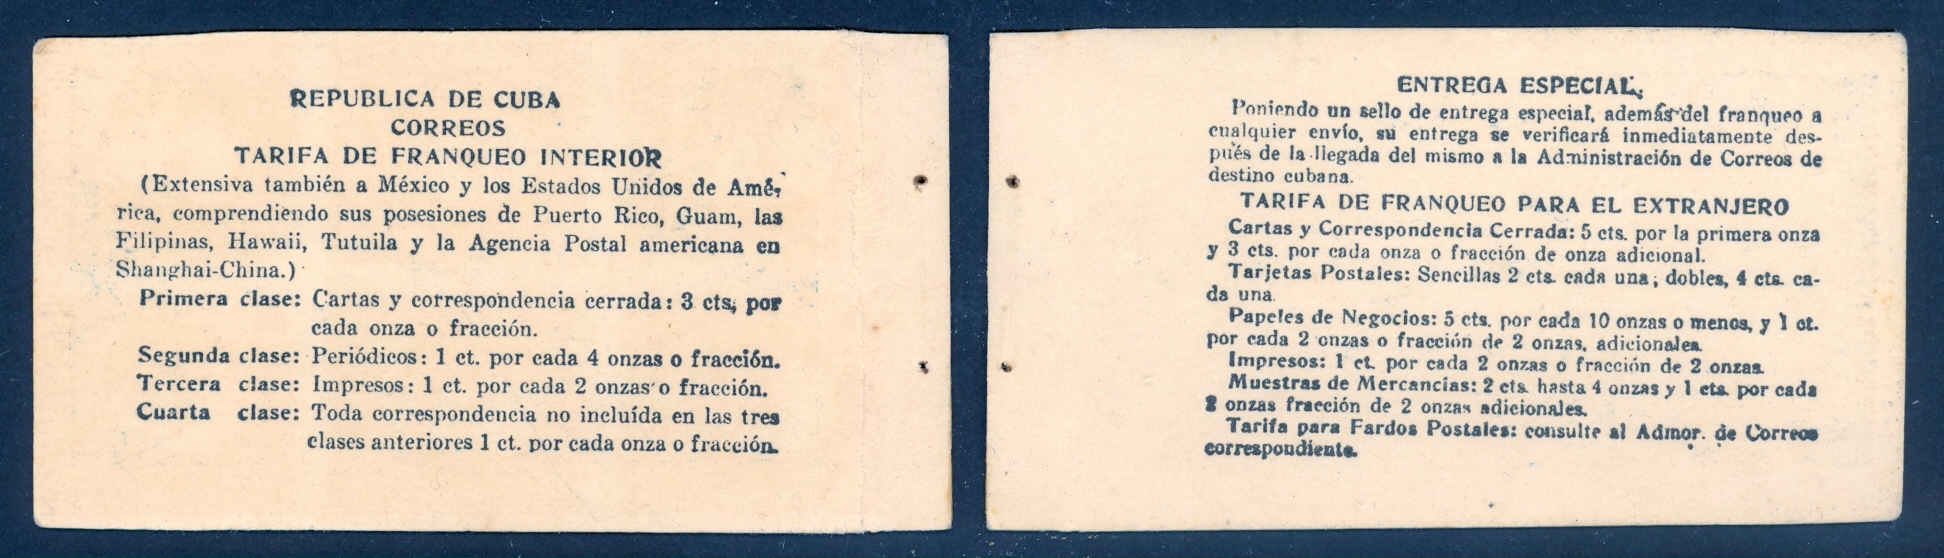 REPUBLICA DE CUBA
CORREOS
TARIFA DE FRANQUEO INTERIOR
(Extensiva también a México y los Estados Unidos de Amé-
rica, comprendiendo sus posesiones de Puerto Rico, Guam, las
Filipinas, Hawaii, Tutuila y la Agencia Postal americana en
Shanghai-China.)
Primera clase: Cartas y correspondencia cerrada: 3 cts, por
cada onza o fracción.
Segunda clase: Periódicos: 1 ct. por cada 4 onzas o fracción.
Tercera clase: Impresos: 1 ct. por cada 2 onzas o fracción.
Cuarta clase: Toda correspondencia no incluída en las tres
clases anteriores 1 ct. por cada onza o fracción.
ENTREGA ESPECIAL.
Poniendo un sello de entrega especial, además del franqueo a
cualquier envío, su entrega se verificará inmediatamente des-
pués de la llegada del mismo a la Administración de Correos de
destino cubana.
TARIFA DE FRANQUEO PARA EL EXTRANJERO
Cartas y Correspondencia Cerrada: 5 cts. por la primera onza
y 3 cts. por cada onza o fracción de onza adicional.
Tarjetas Postales: Sencillas 2 cts. cada una; dobles, 4 cts. ca-
da una.
Papeles de Negocios: 5 cts. por cada 10 onzas o menos, y 1 ct.
por cada 2 onzas o fracción de 2 onzas, adicionales.
Impresos: 1 ct. por cada 2 onzas o fracción de 2 onzas.
Muestras de Mercancías: 2 cts. hasta 4 onzas y 1 cts. por cada
2 onzas fracción de 2 onzas adicionales.
Tarifa para Fardos Postales: consulte al Admor. de Correos
correspondiente.